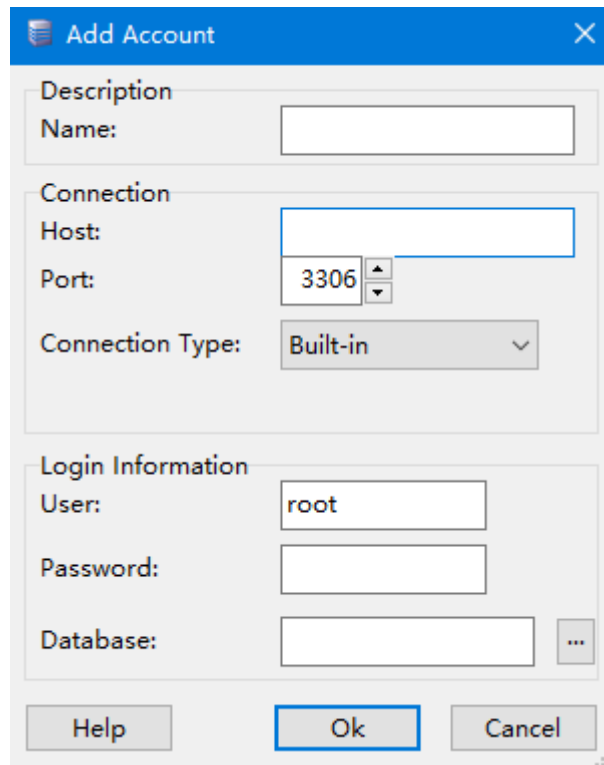 Add Account
Description
Name:
Connection
Host:
Port: 3306
Connection Type: Built-in
Login Information
User: root
Password:
Database: ...
Help Ok Cancel